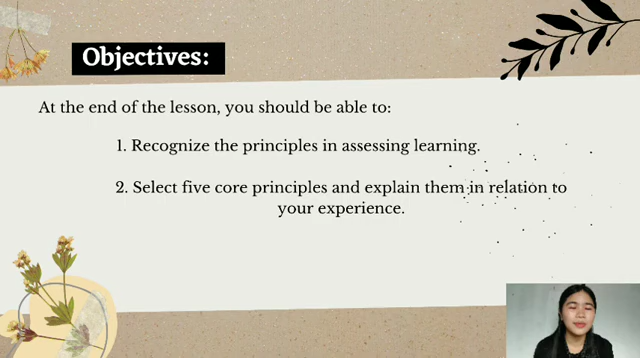 Objectives:
At the end of the lesson, you should be able to:
1. Recognize the principles in assessing learning.
2. Select five core principles and explain them in relation to
your experience.